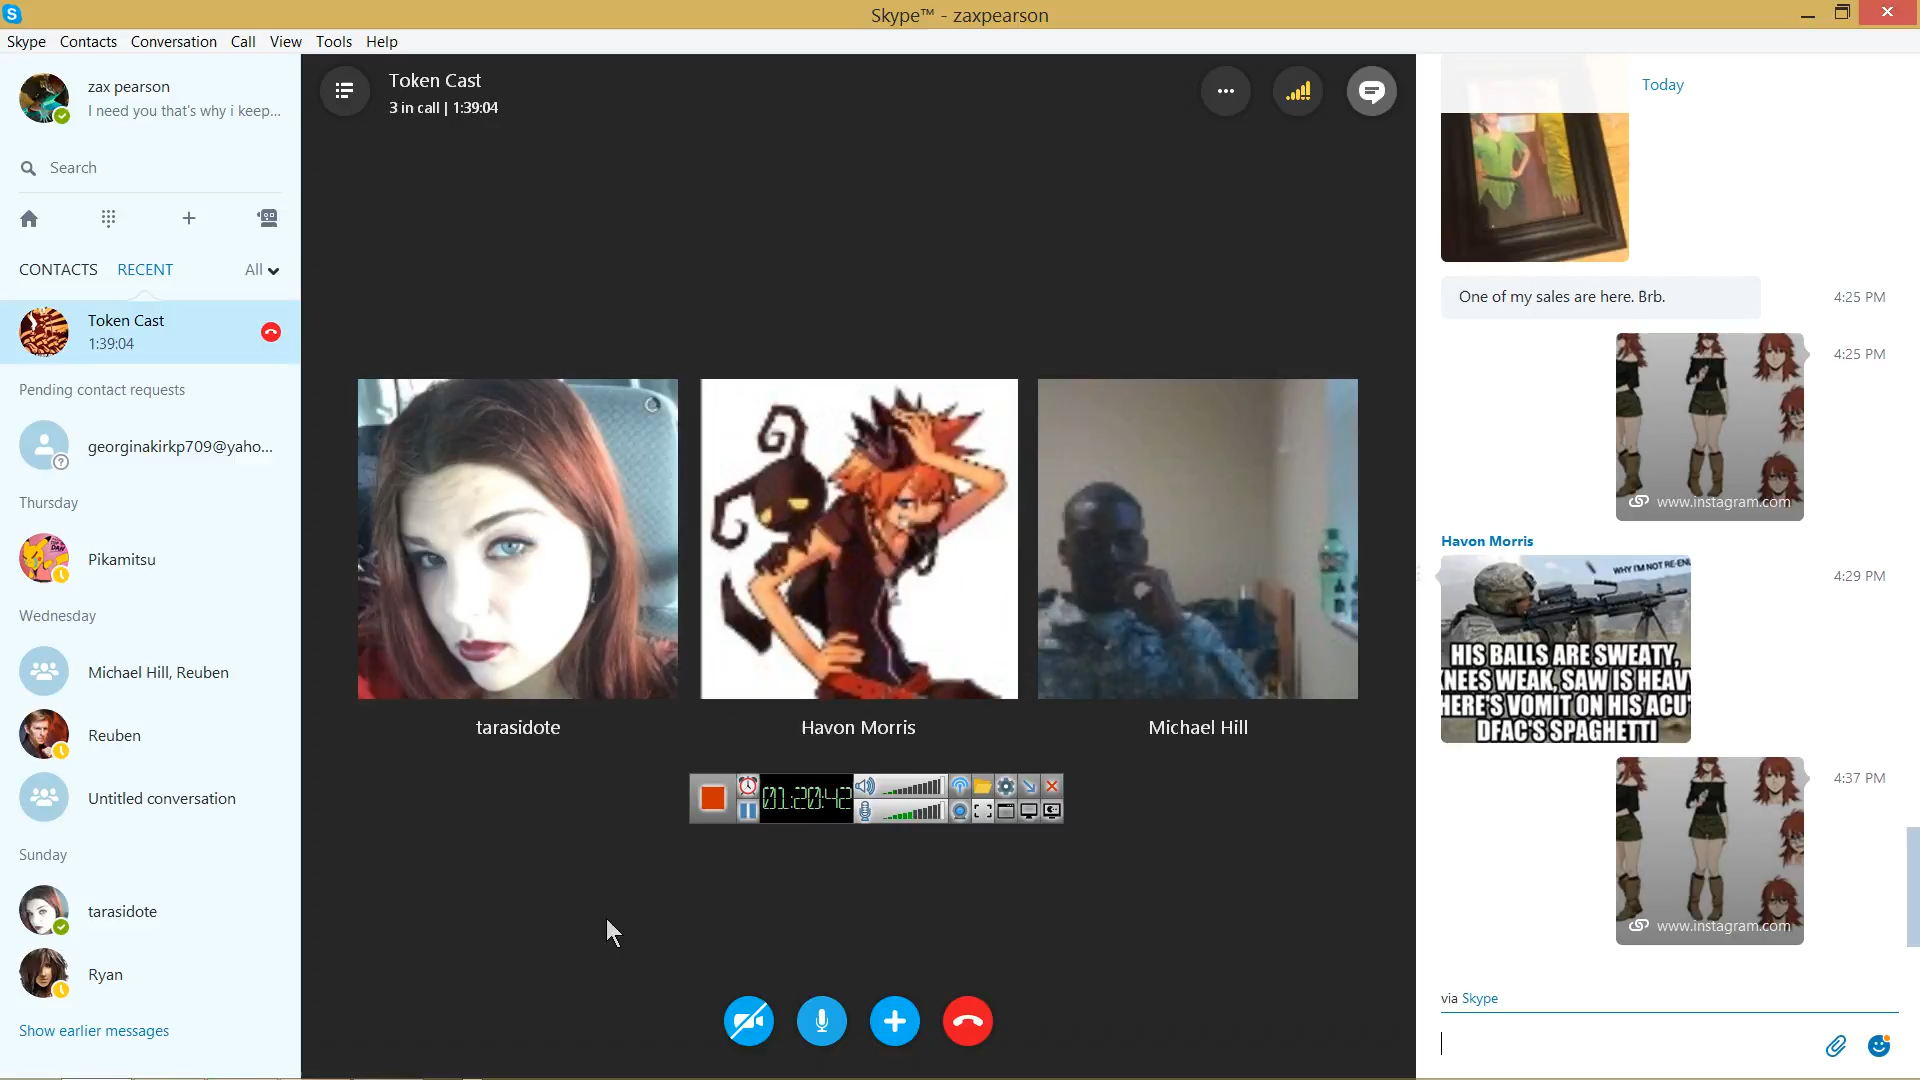 Skype™ - zaxpearson
Skype Contacts Conversation Call View Tools Help
zax pearson
I need you that's why i keep...
Search
CONTACTS RECENT All
Token Cast
1:39:04
Pending contact requests
georginakirkp709@yaho...
Thursday
Pikamitsu
Wednesday
Michael Hill, Reuben
Reuben
Untitled conversation
Sunday
tarasidote
Ryan
Show earlier messages
Token Cast
3 in call | 1:39:04
tarasidote
Havon Morris
Michael Hill
01:20:42
Today
One of my sales are here. Brb.
4:25 PM
4:25 PM
www.instagram.com
Havon Morris
4:29 PM
WHY I'M NOT RE-ENL
HIS BALLS ARE SWEATY,
NEES WEAK, SAW IS HEAV
HERE'S VOMIT ON HIS ACU
DFAC'S SPAGHETTI
4:37 PM
www.instagram.com
via Skype